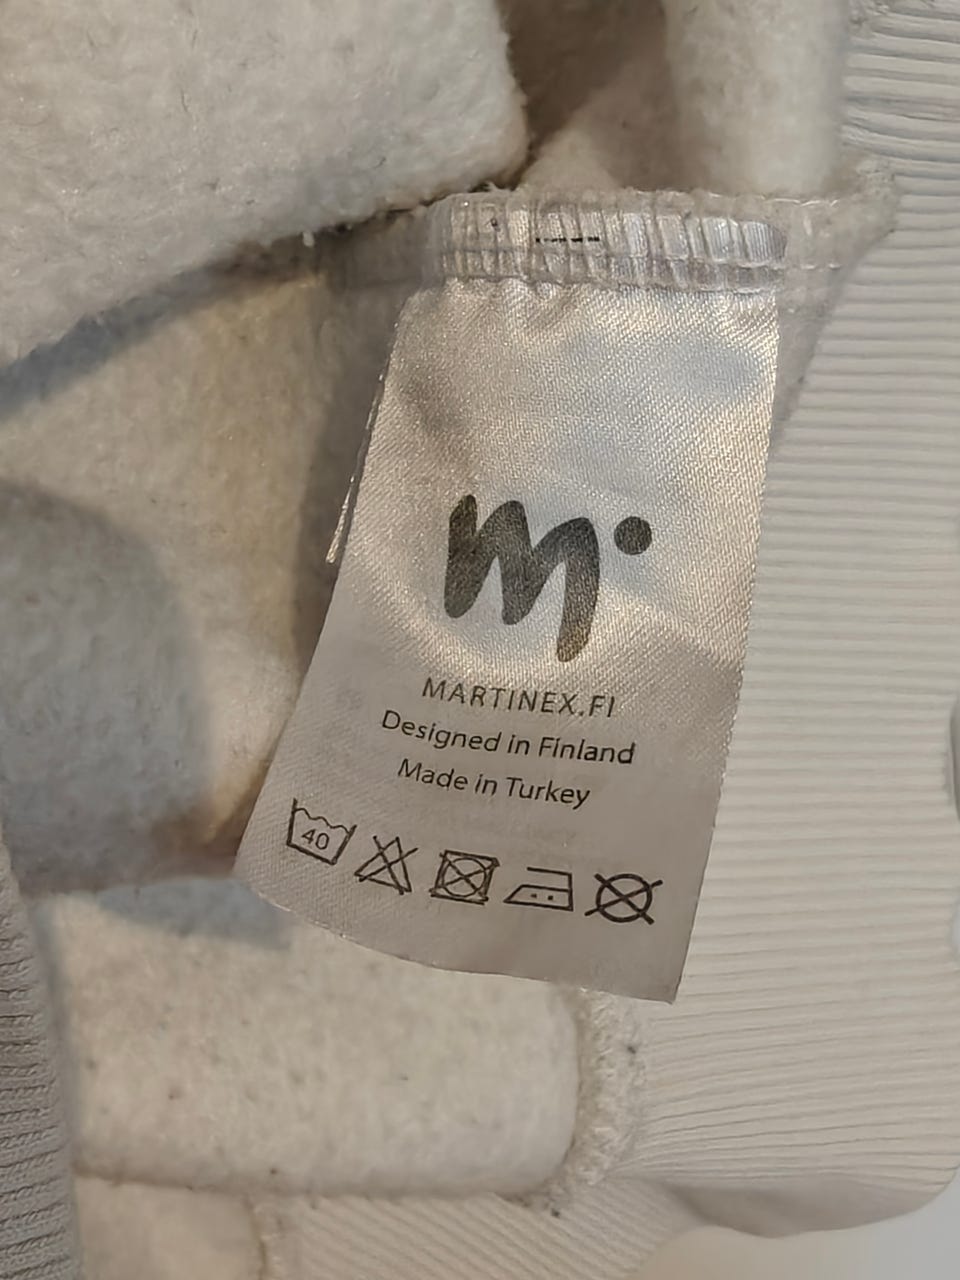 m
MARTINEX.FI
Designed in Finland
Made in Turkey
40